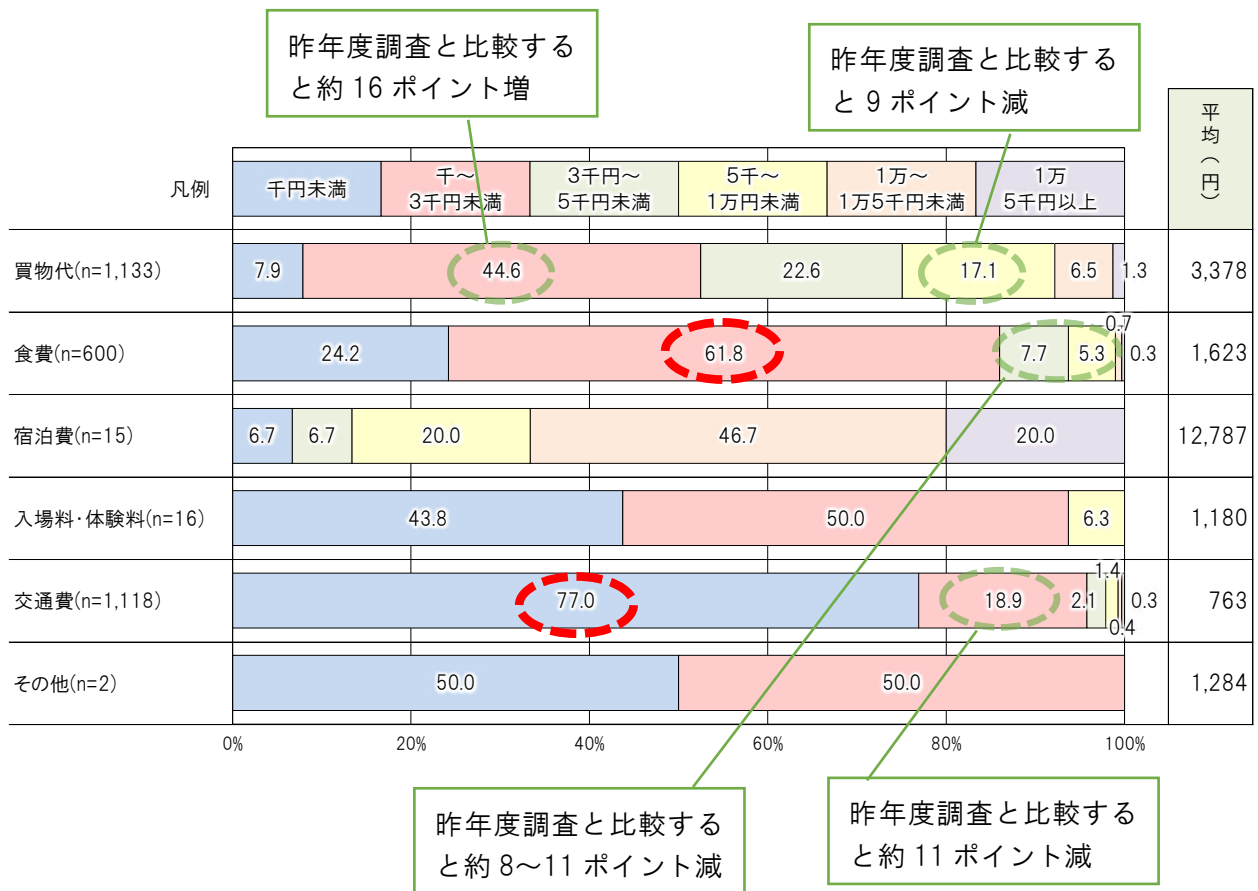 昨年度調査と比較する
と約 16 ポイント増
昨年度調査と比較する
と 9 ポイント減
平均(円)
凡例
千円未満
千～
3千円未満
3千円～
5千円未満
5千～
1万円未満
1万～
1万5千円未満
1万
5千円以上
買物代(n=1,133)
7.9
44.6
22.6
17.1
6.5
1.3
3,378
食費(n=600)
24.2
61.8
7.7
5.3
0.7
0.3
1,623
宿泊費(n=15)
6.7
6.7
20.0
46.7
20.0
12,787
入場料・体験料(n=16)
43.8
50.0
6.3
1,180
交通費(n=1,118)
77.0
18.9
2.1
1.4
0.4
0.3
763
その他(n=2)
50.0
50.0
1,284
0%
20%
40%
60%
80%
100%
昨年度調査と比較する
と約 8～11 ポイント減
昨年度調査と比較する
と約 11 ポイント減